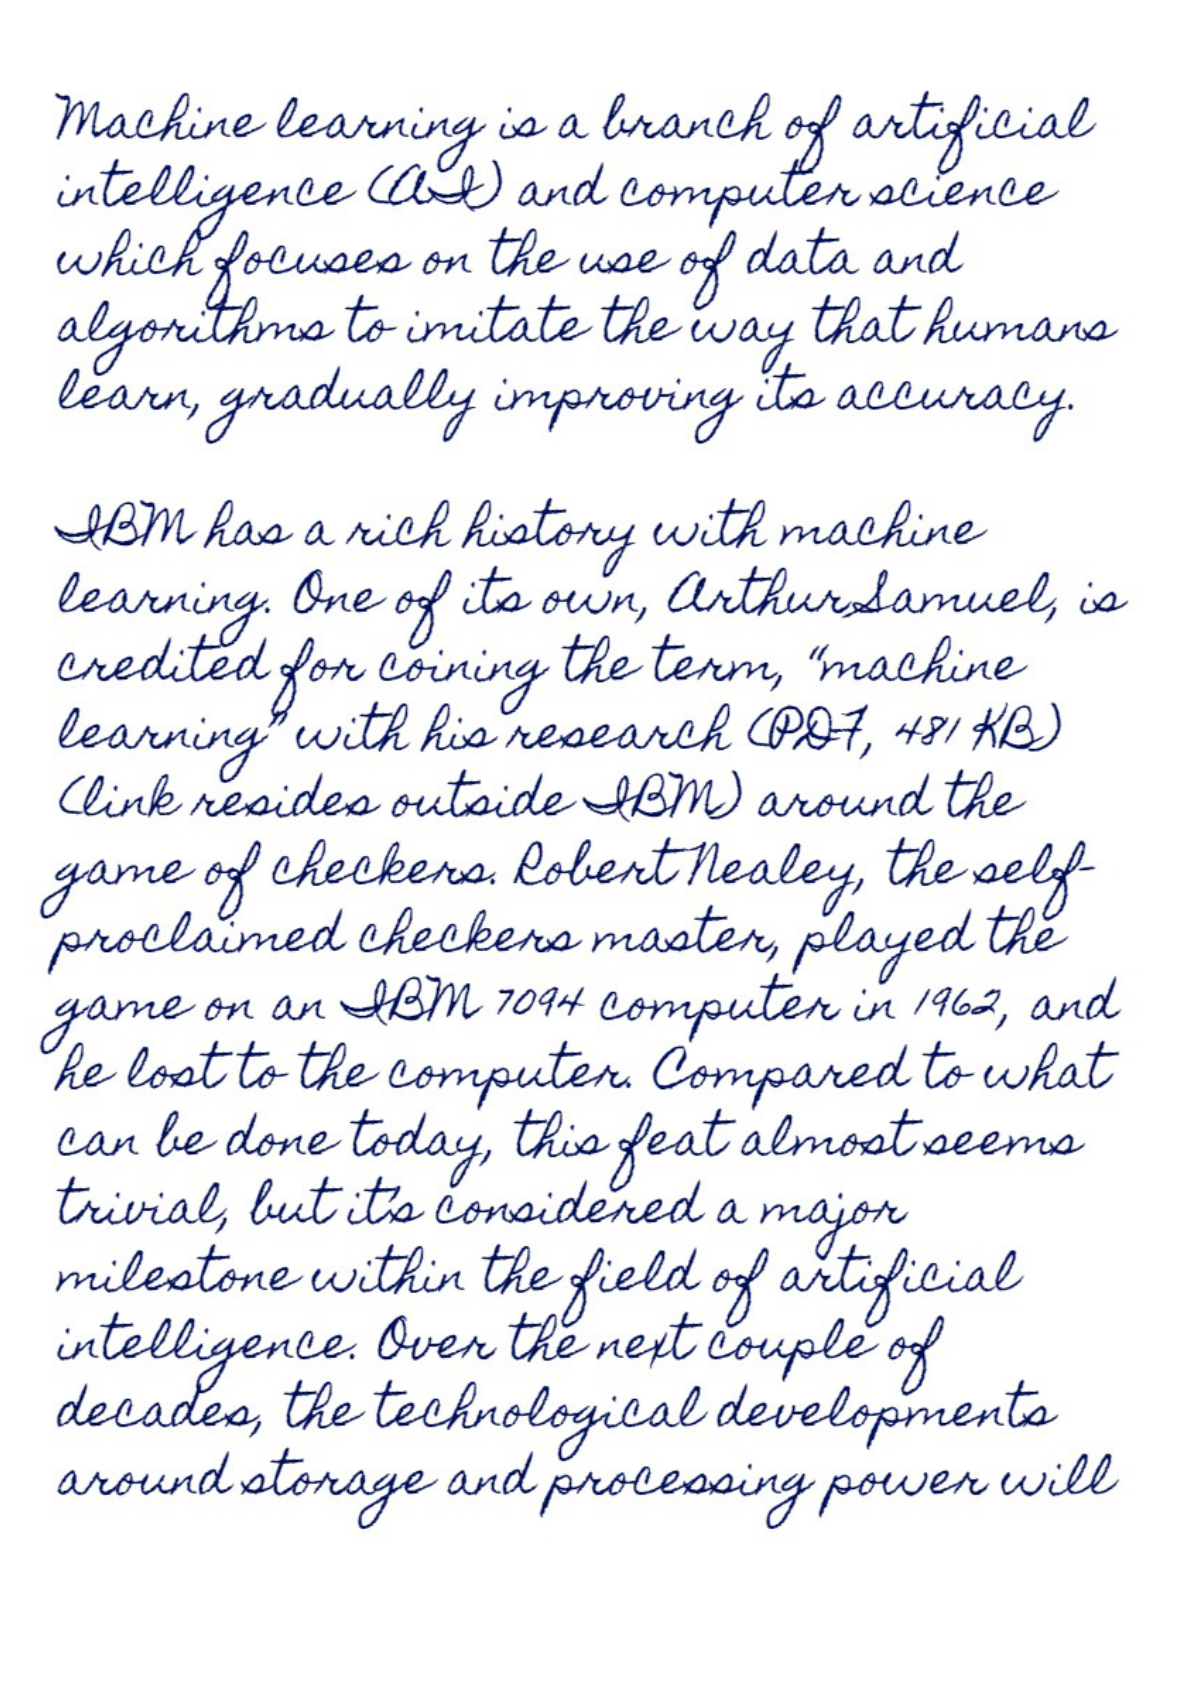 Machine learning is a branch of artificial
intelligence (AI) and computer science
which focuses on the use of data and
algorithms to imitate the way that humans
learn, gradually improving its accuracy.
IBM has a rich history with machine
learning. One of its own, Arthur Samuel, is
credited for coining the term, "machine
learning" with his research (PDF, 481 KB)
(link resides outside IBM) around the
game of checkers. Robert Nealey, the self-
proclaimed checkers master, played the
game on an IBM 7094 computer in 1962, and
he lost to the computer. Compared to what
can be done today, this feat almost seems
trivial, but it's considered a major
milestone within the field of artificial
intelligence. Over the next couple of
decades, the technological developments
around storage and processing power will